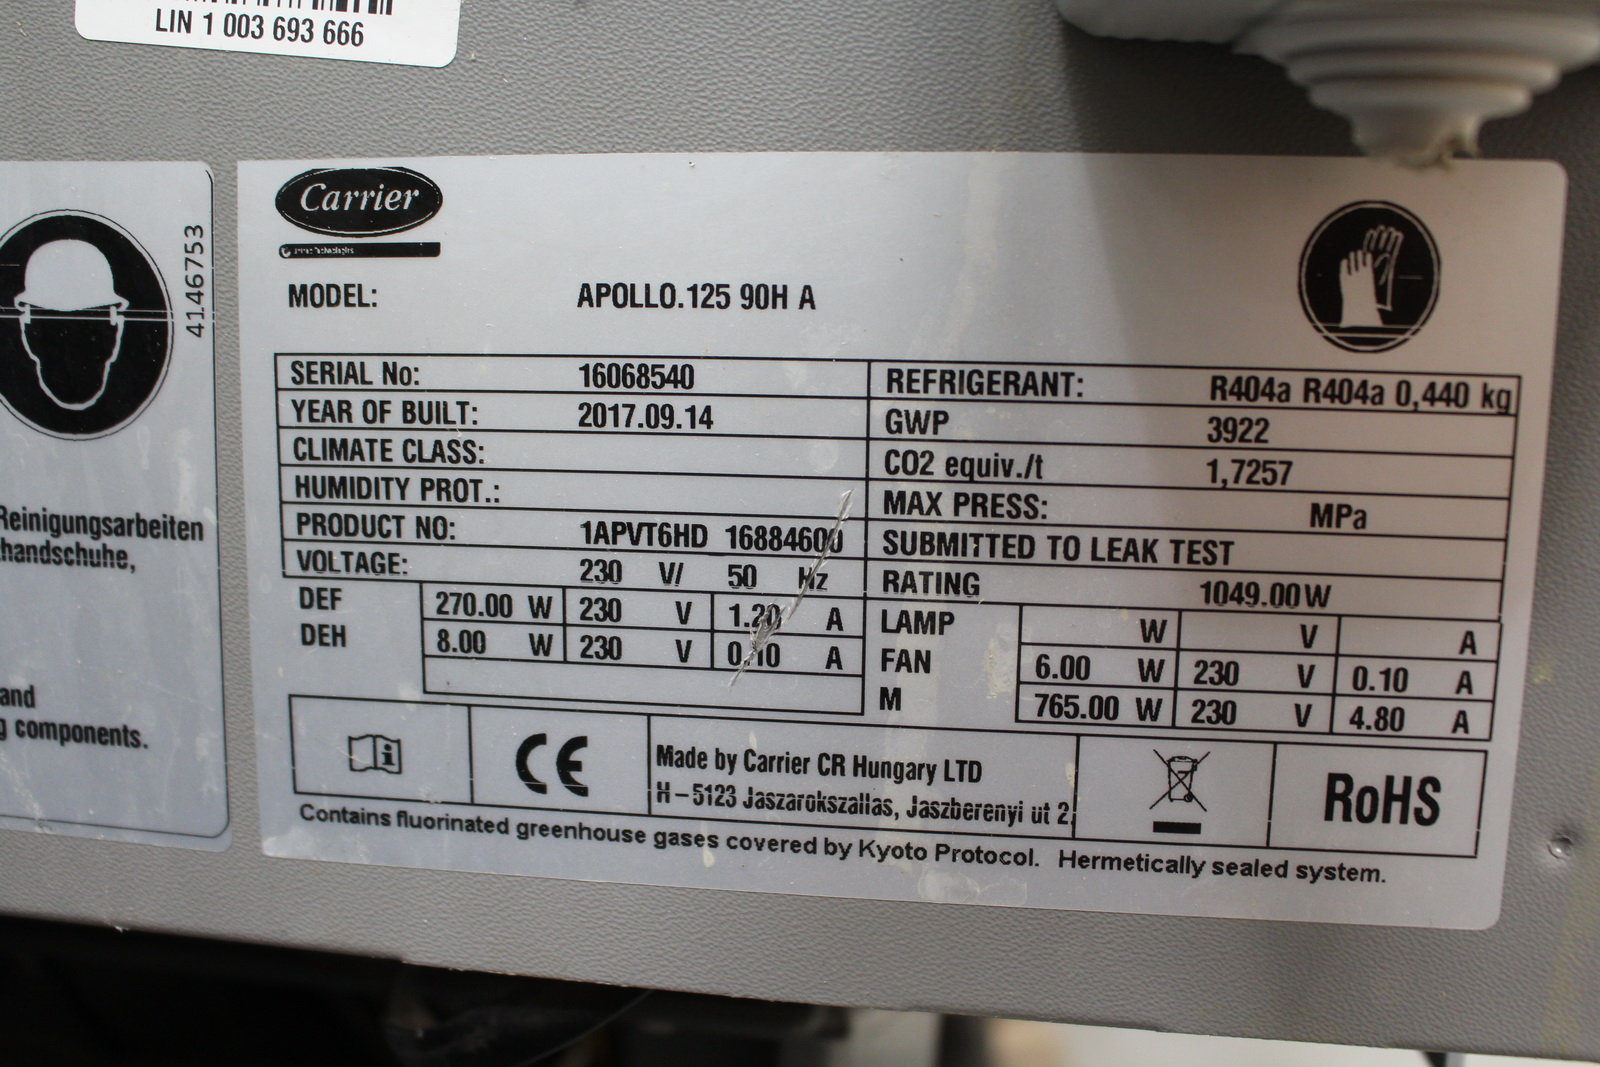 LIN 1 003 693 666
4146753
Reinigungsarbeiten
handschuhe,
and
components.
Carrier
MODEL: APOLLO.125 90H A
SERIAL No: 16068540
YEAR OF BUILT: 2017.09.14
CLIMATE CLASS:
HUMIDITY PROT.:
PRODUCT NO: 1APVT6HD 16884600
VOLTAGE: 230 V/ 50 Hz
DEF 270.00 W 230 V 1.20 A
DEH 8.00 W 230 V 0.10 A
REFRIGERANT: R404a R404a 0,440 kg
GWP 3922
CO2 equiv./t 1,7257
MAX PRESS: MPa
SUBMITTED TO LEAK TEST
RATING 1049.00W
LAMP W V A
FAN 6.00 W 230 V 0.10 A
M 765.00 W 230 V 4.80 A
i
CE
Made by Carrier CR Hungary LTD
H-5123 Jaszarokszallas, Jaszberenyi ut 2.
RoHS
Contains fluorinated greenhouse gases covered by Kyoto Protocol. Hermetically sealed system.